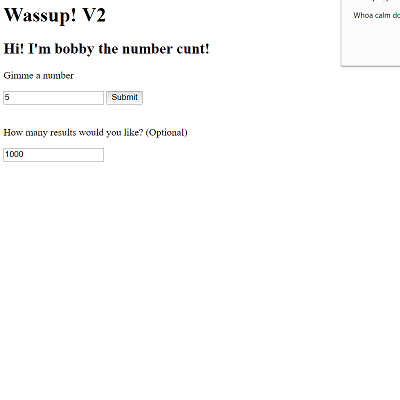 Wassup! V2
Hi! I'm bobby the number cunt!
Gimme a number
5 Submit
How many results would you like? (Optional)
1000
Whoa calm